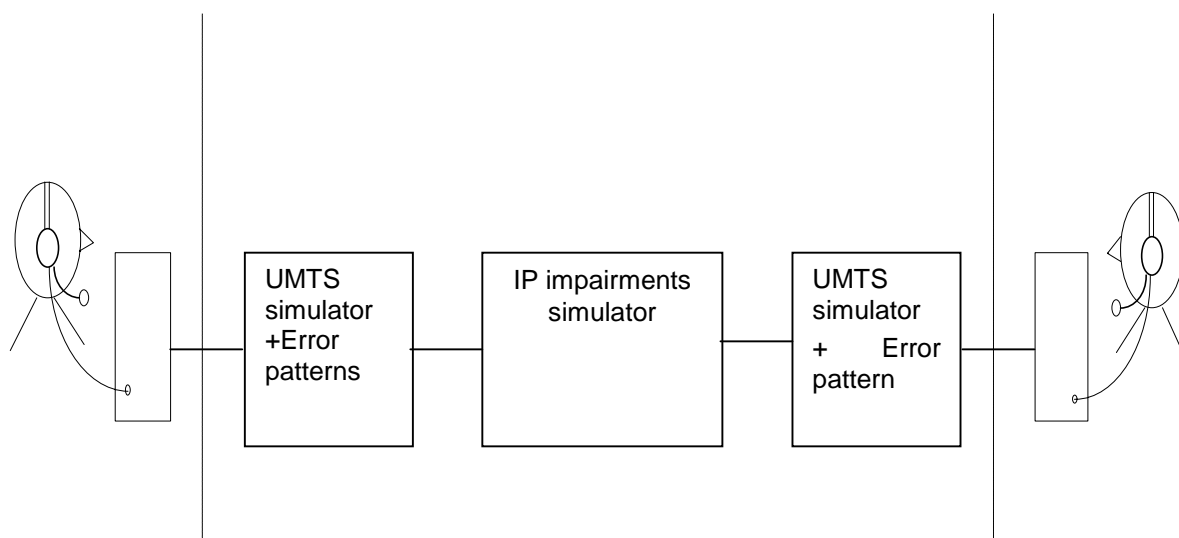 UMTS
simulator
+Error
patterns
IP impairments
simulator
UMTS
simulator
+ Error
pattern